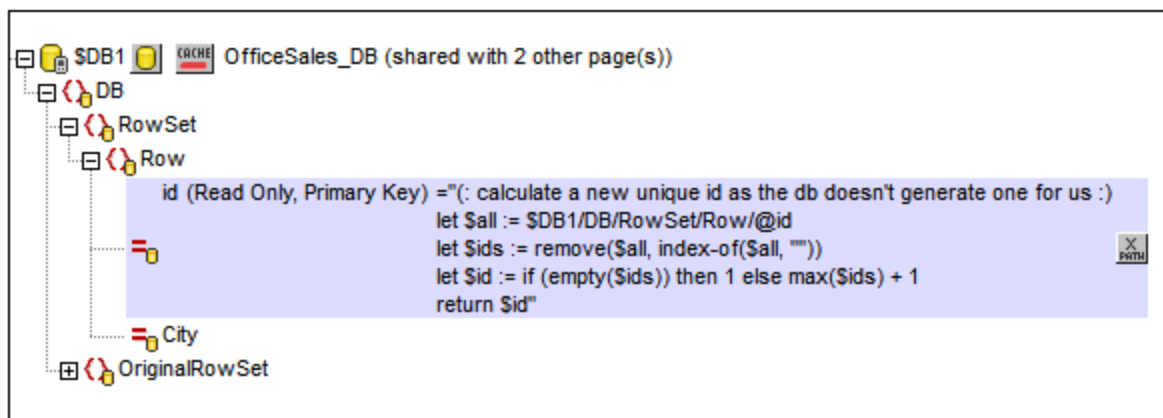 $DB1 CACHE OfficeSales_DB (shared with 2 other page(s))
DB
RowSet
Row
id (Read Only, Primary Key) ="(: calculate a new unique id as the db doesn't generate one for us :)
let $all := $DB1/DB/RowSet/Row/@id
let $ids := remove($all, index-of($all, ""))
let $id := if (empty($ids)) then 1 else max($ids) + 1
return $id"
X PATH
City
OriginalRowSet